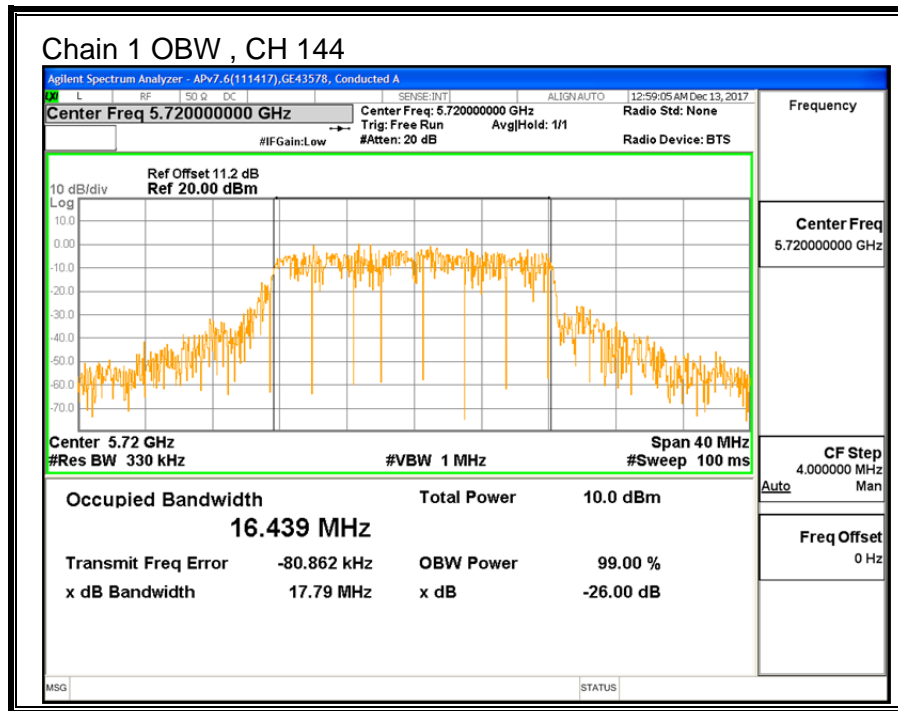 Chain 1 OBW , CH 144
Agilent Spectrum Analyzer - APv7.6(111417),GE43578, Conducted A
LXI L RF 50 Ω DC SENSE:INT ALIGN AUTO 12:59:05 AM Dec 13, 2017
Center Freq 5.720000000 GHz
Center Freq: 5.720000000 GHz
Radio Std: None
Trig: Free Run Avg|Hold: 1/1
#IFGain:Low
#Atten: 20 dB
Radio Device: BTS
Ref Offset 11.2 dB
10 dB/div Ref 20.00 dBm
Log
10.0
0.00
-10.0
-20.0
-30.0
-40.0
-50.0
-60.0
-70.0
Center 5.72 GHz
Span 40 MHz
#Res BW 330 kHz
#VBW 1 MHz
#Sweep 100 ms
Occupied Bandwidth
Total Power 10.0 dBm
16.439 MHz
Transmit Freq Error -80.862 kHz
OBW Power 99.00 %
x dB Bandwidth 17.79 MHz
x dB -26.00 dB
MSG
STATUS
Frequency
Center Freq
5.720000000 GHz
CF Step
4.000000 MHz
Auto Man
Freq Offset
0 Hz